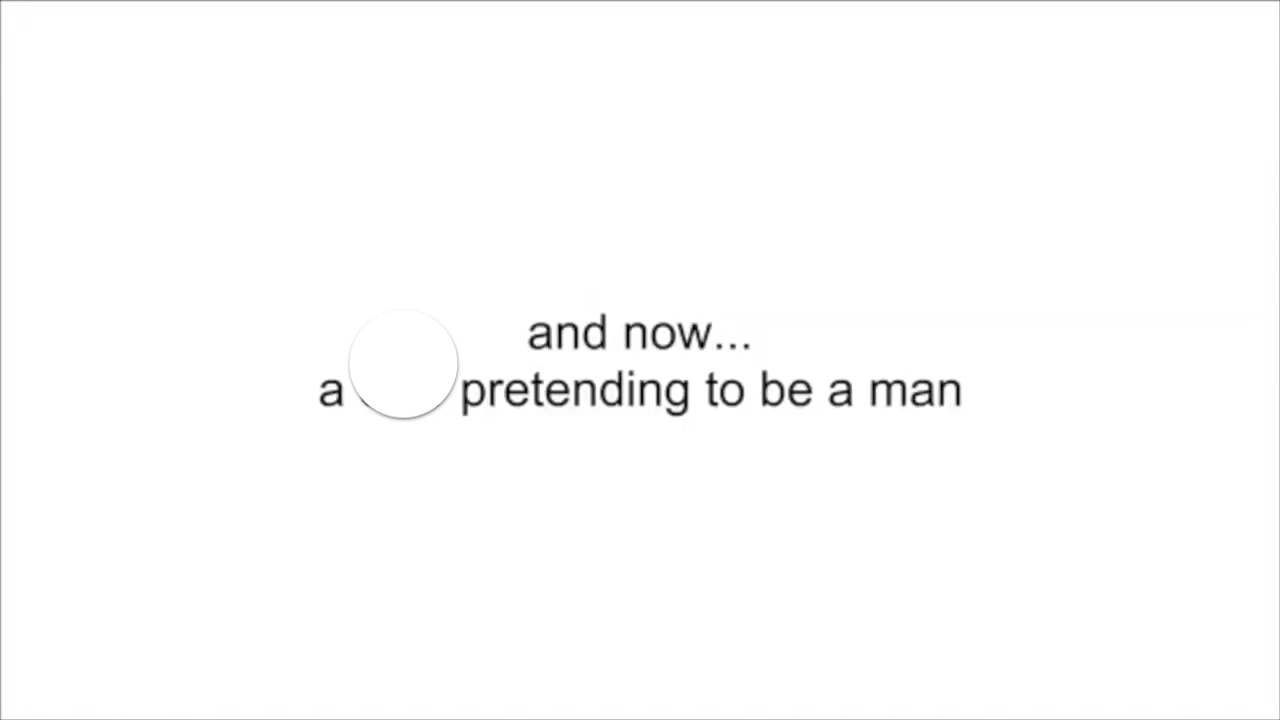 and now...
a pretending to be a man